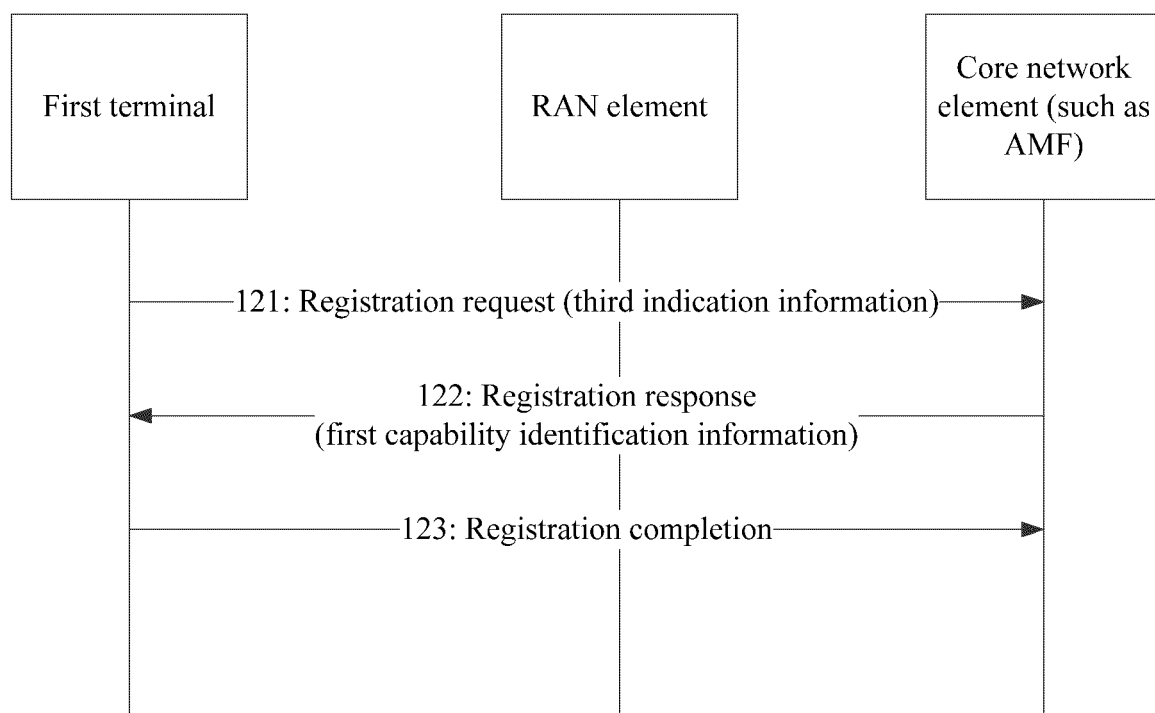 First terminal
RAN element
Core network
element (such as
AMF)
121: Registration request (third indication information)
122: Registration response
(first capability identification information)
123: Registration completion